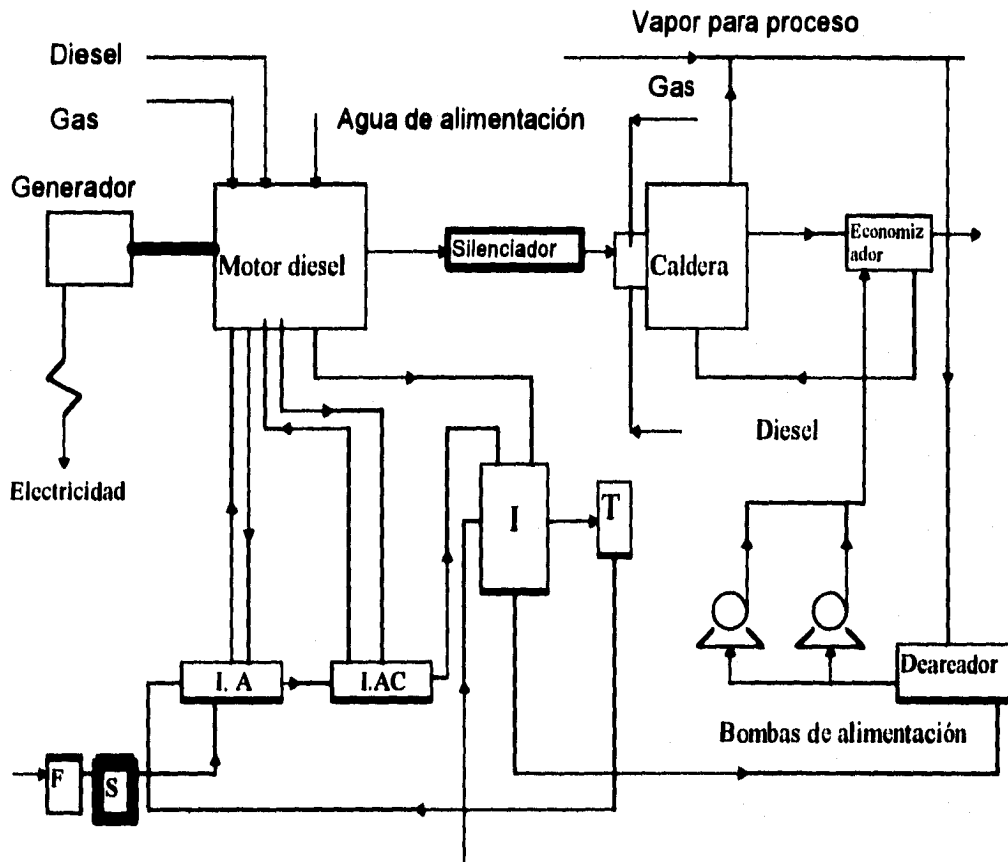 Vapor para proceso
Diesel
Gas
Gas
Agua de alimentación
Generador
Motor diesel
Silenciador
Caldera
Economiz
ador
Diesel
Electricidad
I
T
I. A
I.AC
Deareador
Bombas de alimentación
F
S